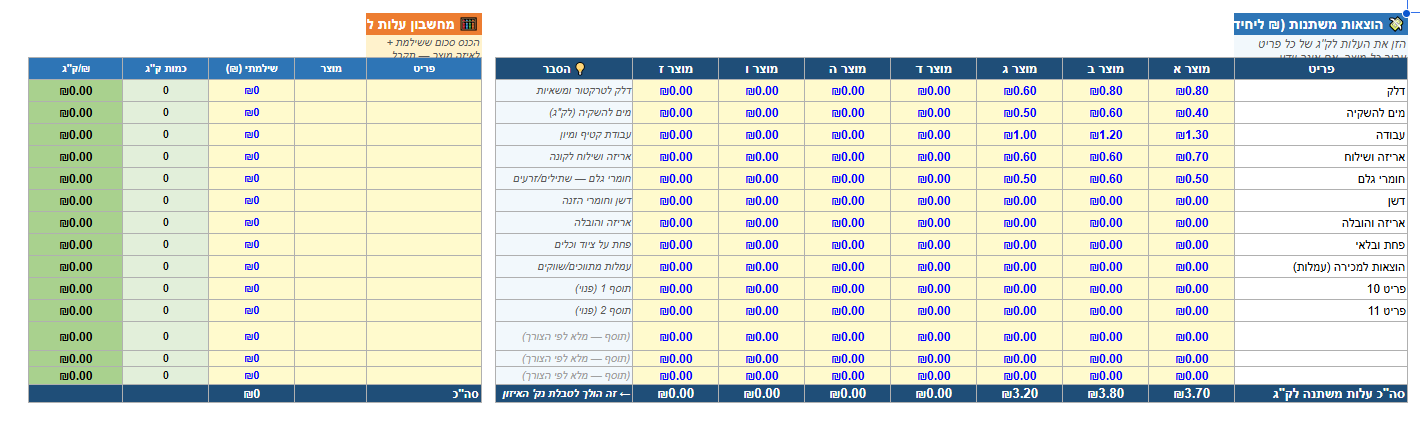 💸 הוצאות משתנות (₪ ליחיד
הזן את העלות לק"ג של כל פריט
פריט מוצר א מוצר ב מוצר ג מוצר ד מוצר ה מוצר ו מוצר ז 💡 הסבר
דלק ₪0.80 ₪0.80 ₪0.60 ₪0.00 ₪0.00 ₪0.00 ₪0.00 דלק לטרקטור ומשאיות
מים להשקיה ₪0.40 ₪0.60 ₪0.50 ₪0.00 ₪0.00 ₪0.00 ₪0.00 מים להשקיה (לק"ג)
עבודה ₪1.30 ₪1.20 ₪1.00 ₪0.00 ₪0.00 ₪0.00 ₪0.00 עבודת קטיף ומיון
אריזה ושילוח ₪0.70 ₪0.60 ₪0.60 ₪0.00 ₪0.00 ₪0.00 ₪0.00 אריזה ושילוח לקונה
חומרי גלם ₪0.50 ₪0.60 ₪0.50 ₪0.00 ₪0.00 ₪0.00 ₪0.00 חומרי גלם — שתילים/זרעים
דשן ₪0.00 ₪0.00 ₪0.00 ₪0.00 ₪0.00 ₪0.00 ₪0.00 דשן וחומרי הזנה
אריזה והובלה ₪0.00 ₪0.00 ₪0.00 ₪0.00 ₪0.00 ₪0.00 ₪0.00 אריזה והובלה
פחת ובלאי ₪0.00 ₪0.00 ₪0.00 ₪0.00 ₪0.00 ₪0.00 ₪0.00 פחת על ציוד וכלים
הוצאות למכירה (עמלות) ₪0.00 ₪0.00 ₪0.00 ₪0.00 ₪0.00 ₪0.00 ₪0.00 עמלות מתווכים/שווקים
פריט 10 ₪0.00 ₪0.00 ₪0.00 ₪0.00 ₪0.00 ₪0.00 ₪0.00 תוסף 1 (פנוי)
פריט 11 ₪0.00 ₪0.00 ₪0.00 ₪0.00 ₪0.00 ₪0.00 ₪0.00 תוסף 2 (פנוי)
₪0.00 ₪0.00 ₪0.00 ₪0.00 ₪0.00 ₪0.00 ₪0.00 (תוסף — מלא לפי הצורך)
₪0.00 ₪0.00 ₪0.00 ₪0.00 ₪0.00 ₪0.00 ₪0.00 (תוסף — מלא לפי הצורך)
₪0.00 ₪0.00 ₪0.00 ₪0.00 ₪0.00 ₪0.00 ₪0.00 (תוסף — מלא לפי הצורך)
סה"כ עלות משתנה לק"ג ₪3.70 ₪3.80 ₪3.20 ₪0.00 ₪0.00 ₪0.00 ₪0.00 ← זה הולך לטבלת נק' האיזון
🧮 מחשבון עלות ל
הכנס סכום ששילמת +
לאיזה מוצר — תקבל
פריט מוצר שילמתי (₪) כמות ק"ג ₪/ק"ג
₪0 0 ₪0.00
₪0 0 ₪0.00
₪0 0 ₪0.00
₪0 0 ₪0.00
₪0 0 ₪0.00
₪0 0 ₪0.00
₪0 0 ₪0.00
₪0 0 ₪0.00
₪0 0 ₪0.00
₪0 0 ₪0.00
₪0 0 ₪0.00
₪0 0 ₪0.00
₪0 0 ₪0.00
₪0 0 ₪0.00
סה"כ ₪0